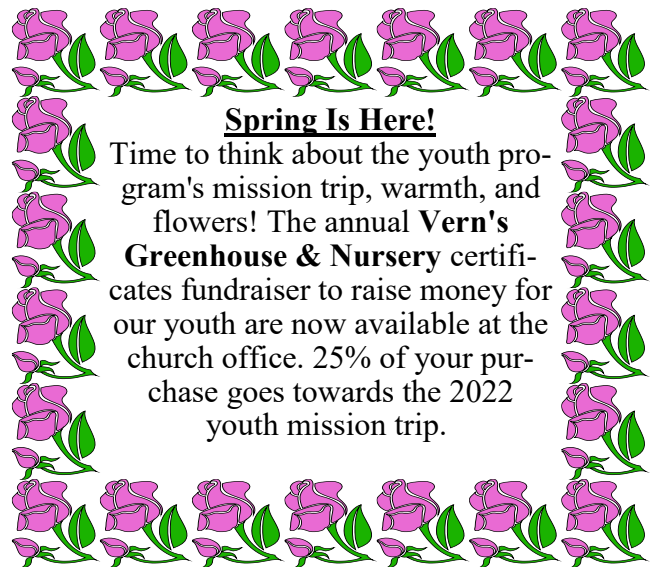 Spring Is Here!
Time to think about the youth pro-
gram's mission trip, warmth, and
flowers! The annual Vern's
Greenhouse & Nursery certifi-
cates fundraiser to raise money for
our youth are now available at the
church office. 25% of your pur-
chase goes towards the 2022
youth mission trip.